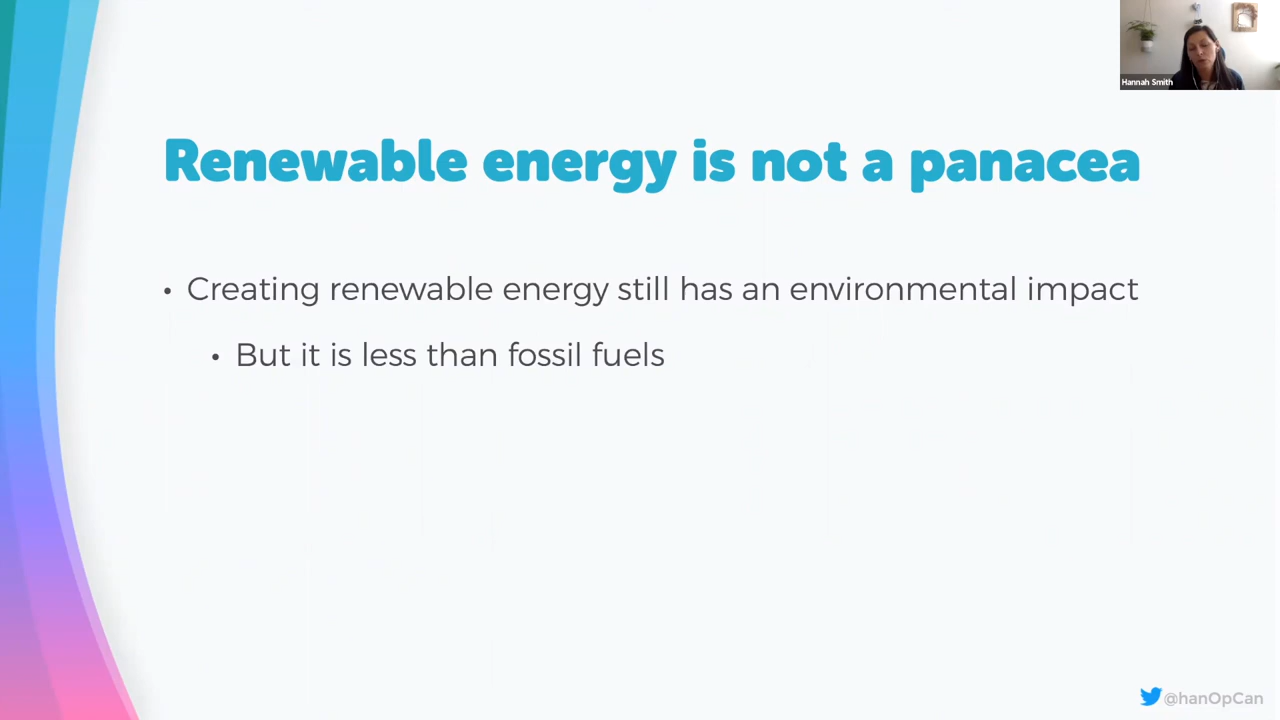 Hannah Smith
Renewable energy is not a panacea
• Creating renewable energy still has an environmental impact
• But it is less than fossil fuels
@hanOpCan